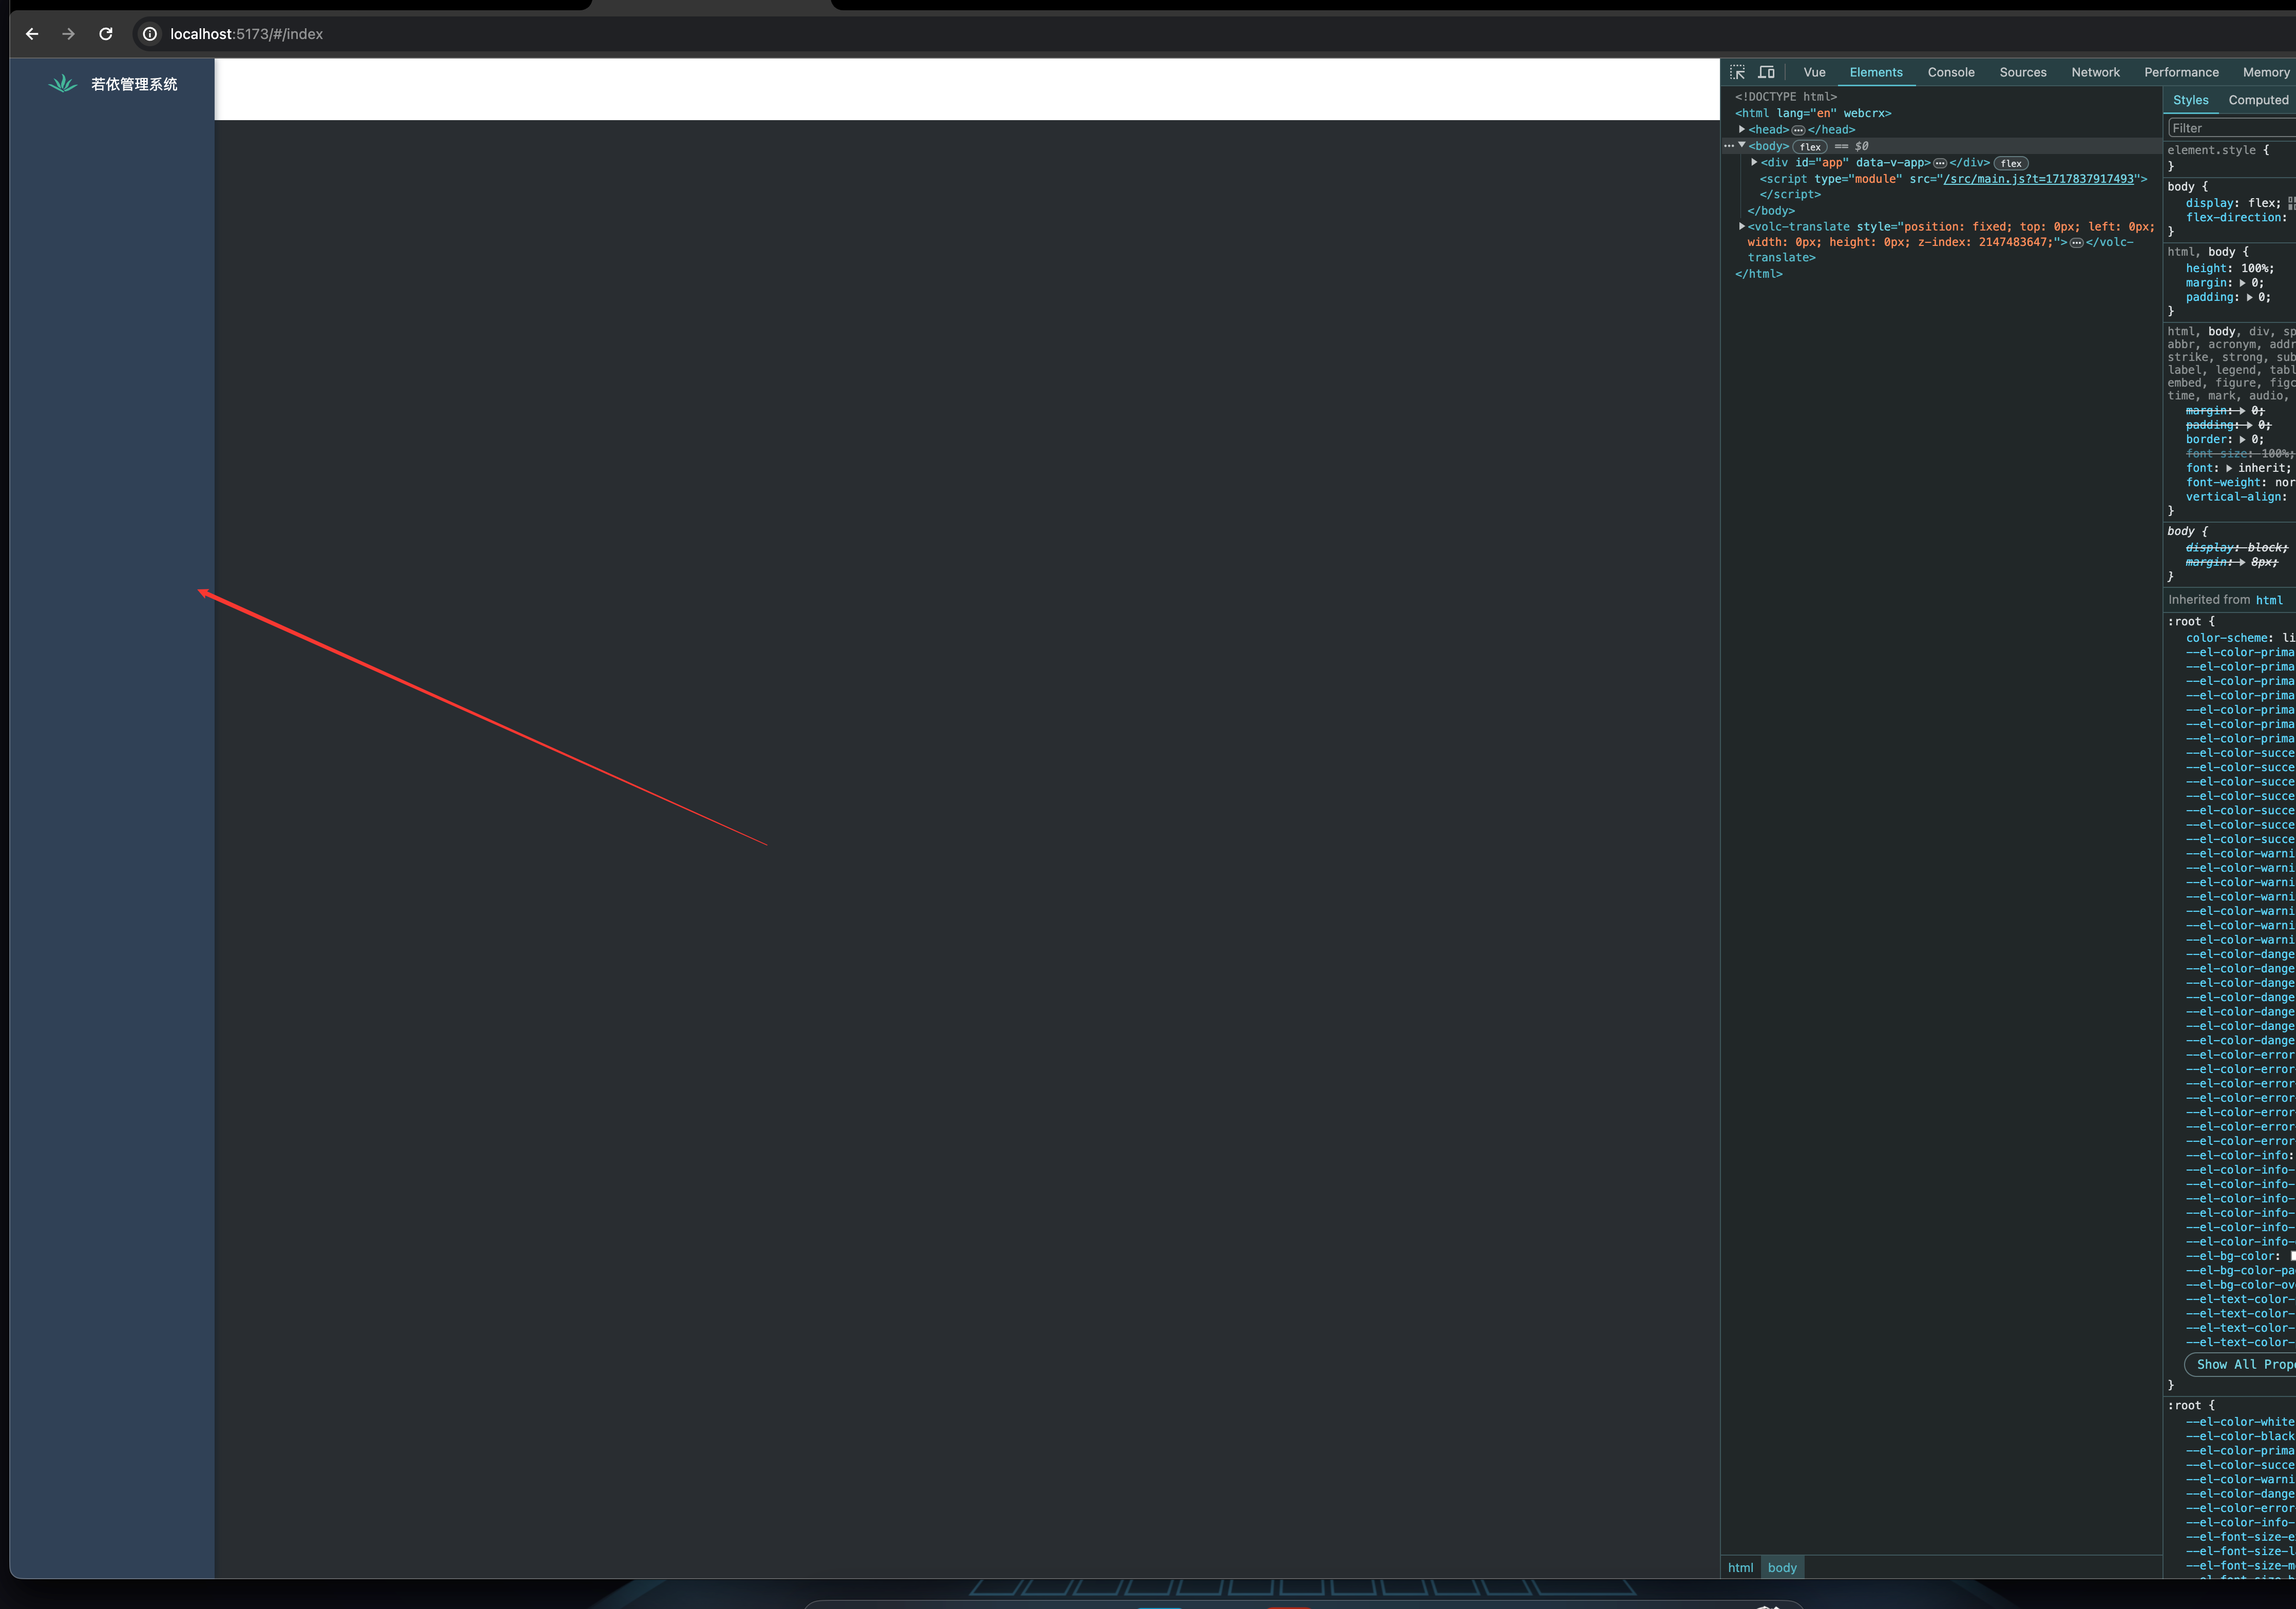 localhost:5173/#/index
若依管理系统
Vue Elements Console Sources Network Performance Memory
<!DOCTYPE html>
<html lang="en" webcrx>
<head> </head>
<body> flex == $0
<div id="app" data-v-app> </div> flex
<script type="module" src="/src/main.js?t=1717837917493">
</script>
</body>
<volc-translate style="position: fixed; top: 0px; left: 0px;
width: 0px; height: 0px; z-index: 2147483647;"> </volc-
translate>
</html>
html body
Styles Computed
Filter
element.style {
}
body {
display: flex;
flex-direction:
}
html, body {
height: 100%;
margin: 0;
padding: 0;
}
html, body, div, sp
abbr, acronym, addr
strike, strong, sub
label, legend, tabl
embed, figure, figc
time, mark, audio,
margin: 0;
padding: 0;
border: 0;
font-size: 100%;
font: inherit;
font-weight: nor
vertical-align:
}
body {
display: block;
margin: 8px;
}
Inherited from html
:root {
color-scheme: li
--el-color-prima
--el-color-prima
--el-color-prima
--el-color-prima
--el-color-prima
--el-color-prima
--el-color-prima
--el-color-succe
--el-color-succe
--el-color-succe
--el-color-succe
--el-color-succe
--el-color-succe
--el-color-succe
--el-color-warni
--el-color-warni
--el-color-warni
--el-color-warni
--el-color-warni
--el-color-warni
--el-color-warni
--el-color-dange
--el-color-dange
--el-color-dange
--el-color-dange
--el-color-dange
--el-color-dange
--el-color-dange
--el-color-error
--el-color-error
--el-color-error
--el-color-error
--el-color-error
--el-color-error
--el-color-error
--el-color-info:
--el-color-info-
--el-color-info-
--el-color-info-
--el-color-info-
--el-color-info-
--el-color-info-
--el-bg-color:
--el-bg-color-pa
--el-bg-color-ov
--el-text-color-
--el-text-color-
--el-text-color-
--el-text-color-
Show All Prope
}
:root {
--el-color-white
--el-color-black
--el-color-prima
--el-color-succe
--el-color-warni
--el-color-dange
--el-color-error
--el-color-info-
--el-font-size-e
--el-font-size-l
--el-font-size-m